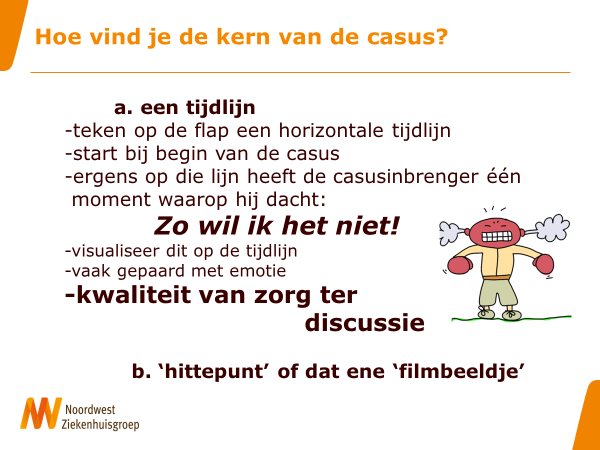 Hoe vind je de kern van de casus?
a. een tijdlijn
-teken op de flap een horizontale tijdlijn
-start bij begin van de casus
-ergens op die lijn heeft de casusinbrenger één
moment waarop hij dacht:
Zo wil ik het niet!
-visualiseer dit op de tijdlijn
-vaak gepaard met emotie
-kwaliteit van zorg ter
discussie
b. ‘hittepunt’ of dat ene ‘filmbeeldje’
Noordwest
Ziekenhuisgroep